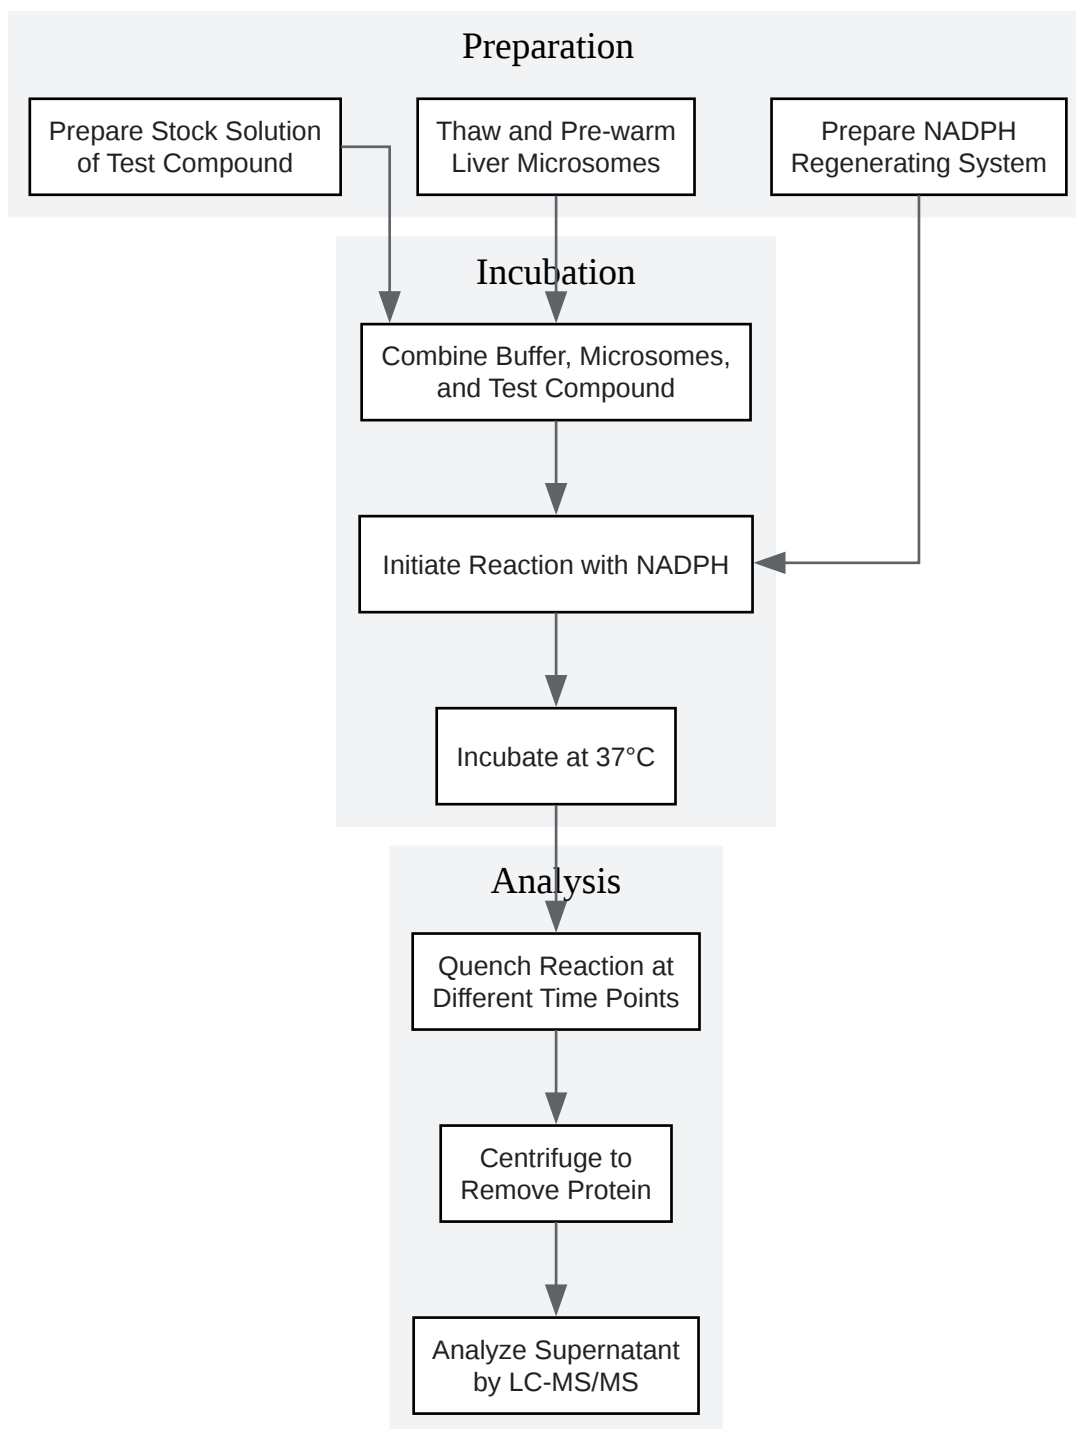 Preparation
Prepare Stock Solution
of Test Compound
Thaw and Pre-warm
Liver Microsomes
Prepare NADPH
Regenerating System
Incubation
Combine Buffer, Microsomes,
and Test Compound
Initiate Reaction with NADPH
Incubate at 37°C
Analysis
Quench Reaction at
Different Time Points
Centrifuge to
Remove Protein
Analyze Supernatant
by LC-MS/MS